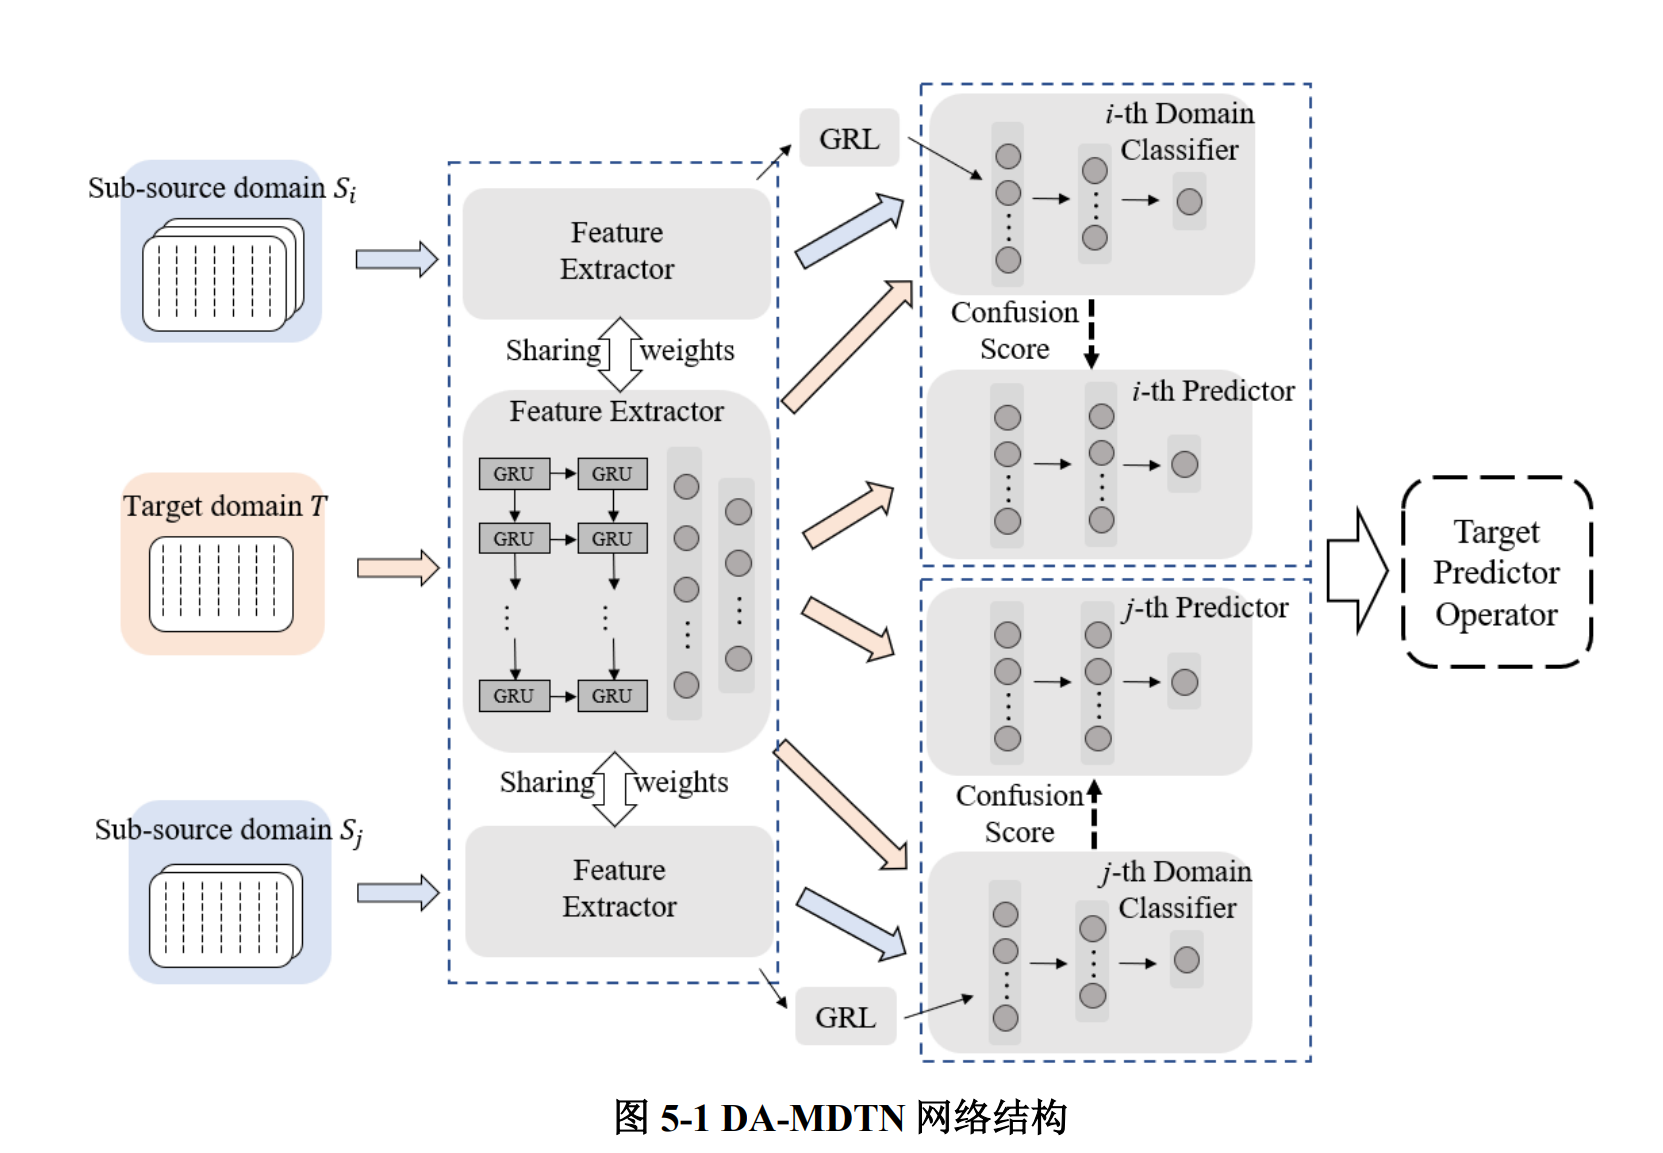 Sub-source domain Sᵢ
Target domain T
Sub-source domain Sⱼ
Feature
Extractor
Sharing weights
Feature Extractor
GRU GRU
GRU GRU
GRU GRU
Sharing weights
Feature
Extractor
GRL
GRL
i-th Domain
Classifier
Confusion
Score
i-th Predictor
j-th Predictor
Confusion
Score
j-th Domain
Classifier
Target
Predictor
Operator
图 5-1 DA-MDTN 网络结构